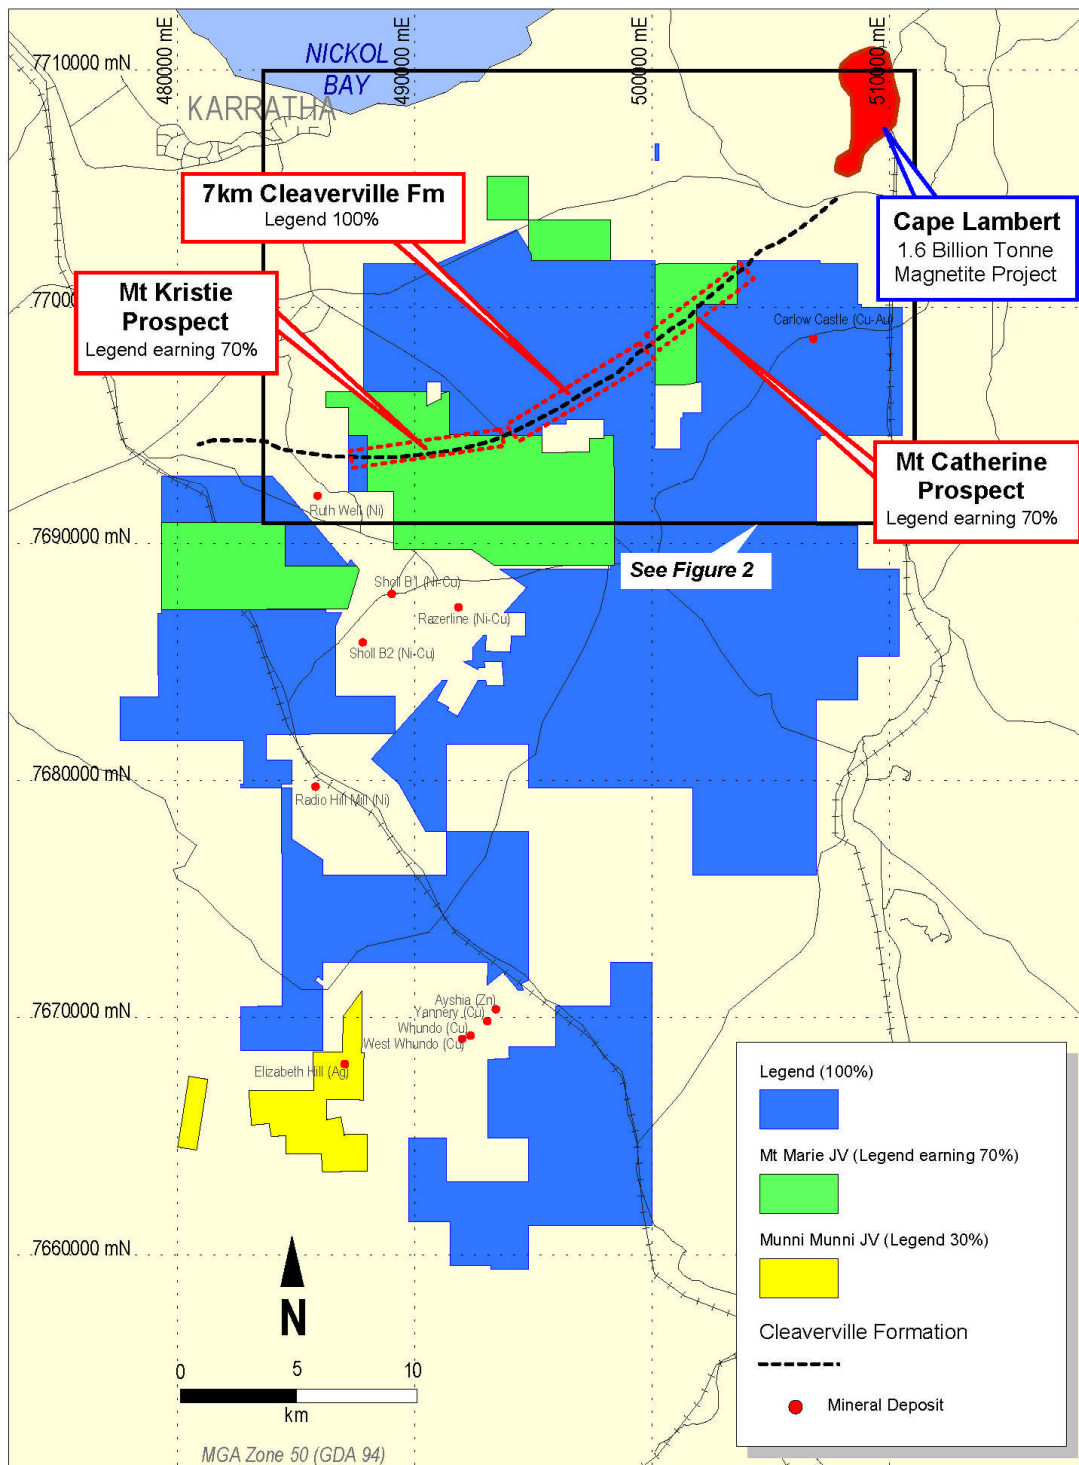 480000 mE
490000 mE
500000 mE
510000 mE
7710000 mN
NICKOL
BAY
KARRATHA
7km Cleaverville Fm
Legend 100%
Cape Lambert
1.6 Billion Tonne
Magnetite Project
Mt Kristie
Prospect
Legend earning 70%
770000
Carlow Castle (Cu-Au)
Mt Catherine
Prospect
Legend earning 70%
Ruth Well (Ni)
7690000 mN
See Figure 2
Sholl B1 (Ni-Cu)
Razerline (Ni-Cu)
Sholl B2 (Ni-Cu)
7680000 mN
Radio Hill Mill (Ni)
Ayshia (Zn)
Yannery (Cu)
7670000 mN
Whundo (Cu)
West Whundo (Cu)
Elizabeth Hill (Ag)
Legend (100%)
Mt Marie JV (Legend earning 70%)
7660000 mN
Munni Munni JV (Legend 30%)
N
Cleaverville Formation
0 5 10
km
Mineral Deposit
MGA Zone 50 (GDA 94)